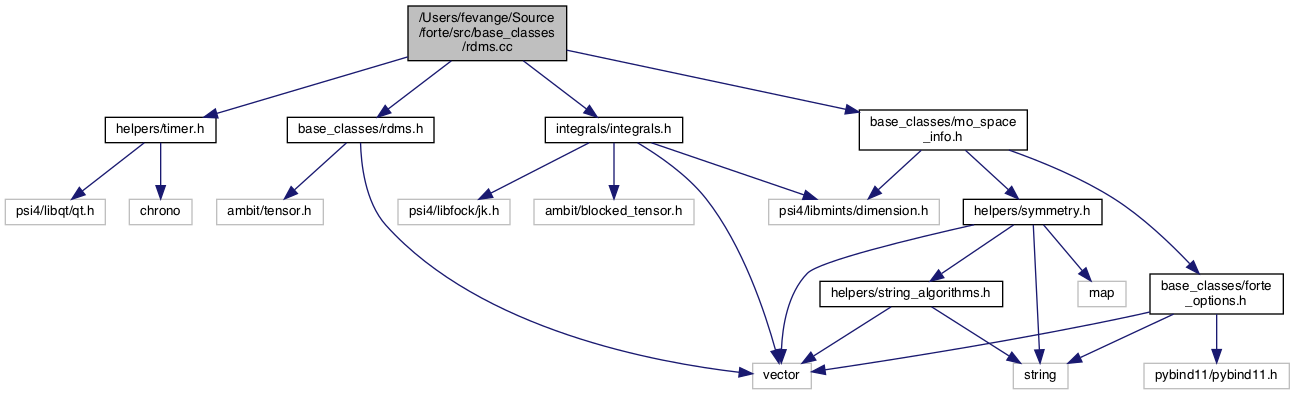 /Users/fevange/Source
/forte/src/base_classes
/rdms.cc
helpers/timer.h
base_classes/rdms.h
integrals/integrals.h
base_classes/mo_space
_info.h
psi4/libqt/qt.h
chrono
ambit/tensor.h
psi4/libfock/jk.h
ambit/blocked_tensor.h
psi4/libmints/dimension.h
helpers/symmetry.h
helpers/string_algorithms.h
map
base_classes/forte
_options.h
vector
string
pybind11/pybind11.h